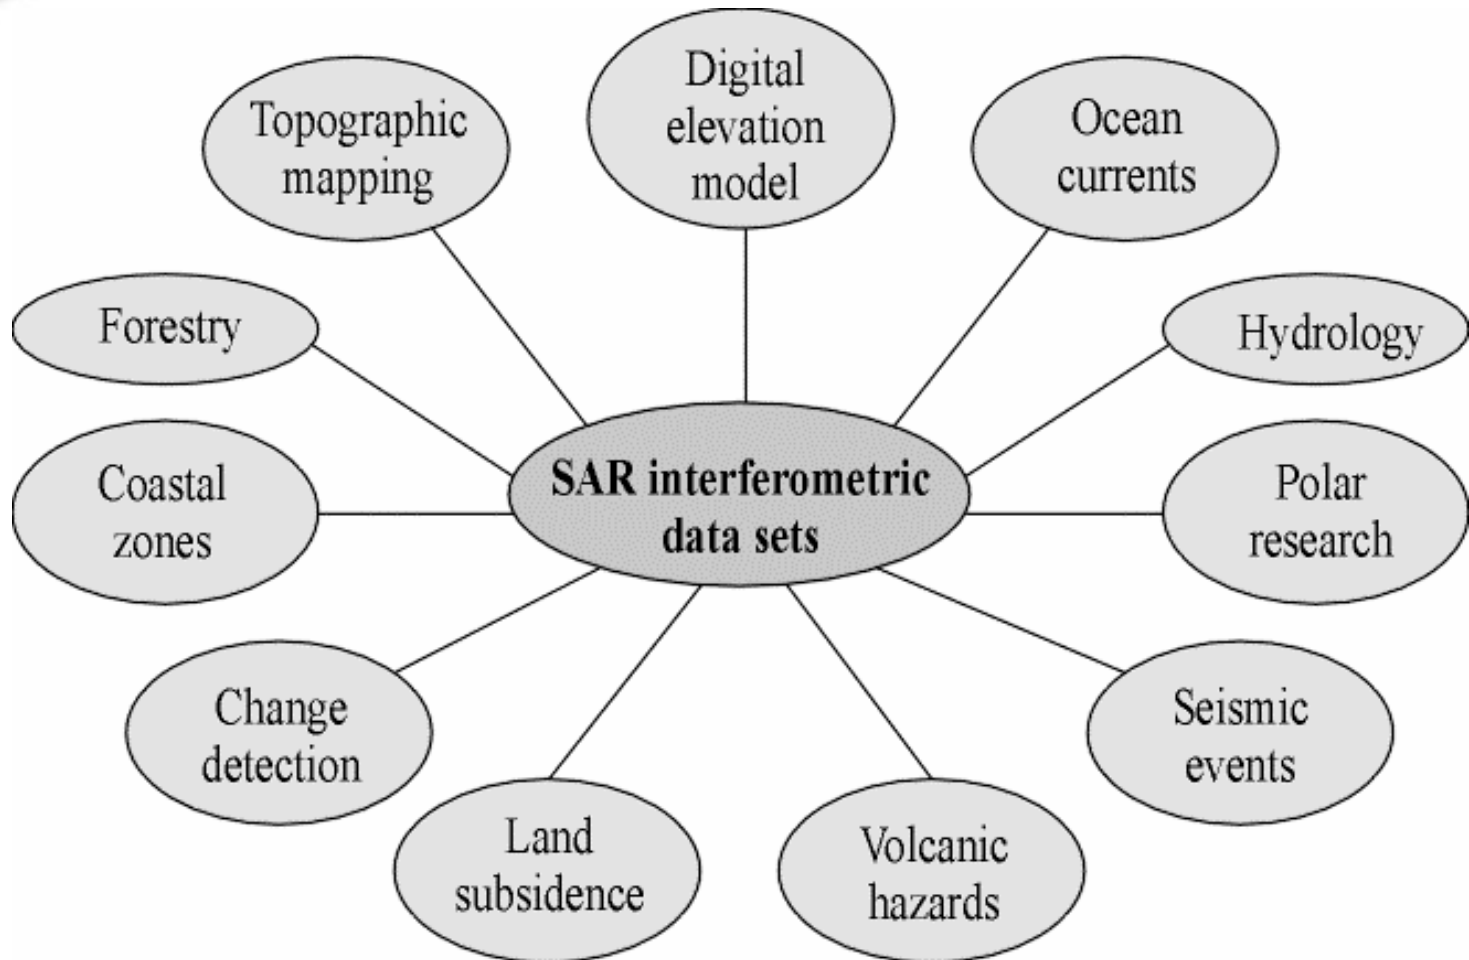 Digital
elevation
model
Topographic
mapping
Ocean
currents
Forestry
Hydrology
SAR interferometric
data sets
Coastal
zones
Polar
research
Change
detection
Seismic
events
Land
subsidence
Volcanic
hazards